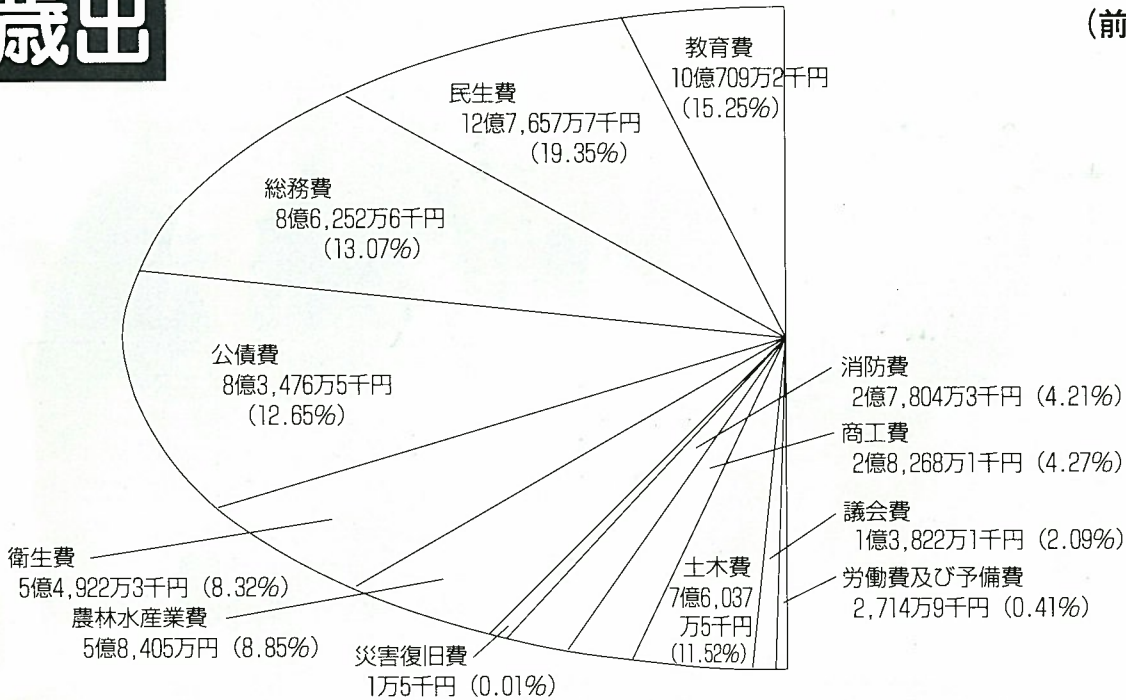 歳出
(前
教育費
10億709万2千円
(15.25%)
民生費
12億7,657万7千円
(19.35%)
総務費
8億6,252万6千円
(13.07%)
公債費
8億3,476万5千円
(12.65%)
衛生費
5億4,922万3千円 (8.32%)
農林水産業費
5億8,405万円 (8.85%)
災害復旧費
1万5千円 (0.01%)
土木費
7億6,037
万5千円
(11.52%)
消防費
2億7,804万3千円 (4.21%)
商工費
2億8,268万1千円 (4.27%)
議会費
1億3,822万1千円 (2.09%)
労働費及び予備費
2,714万9千円 (0.41%)